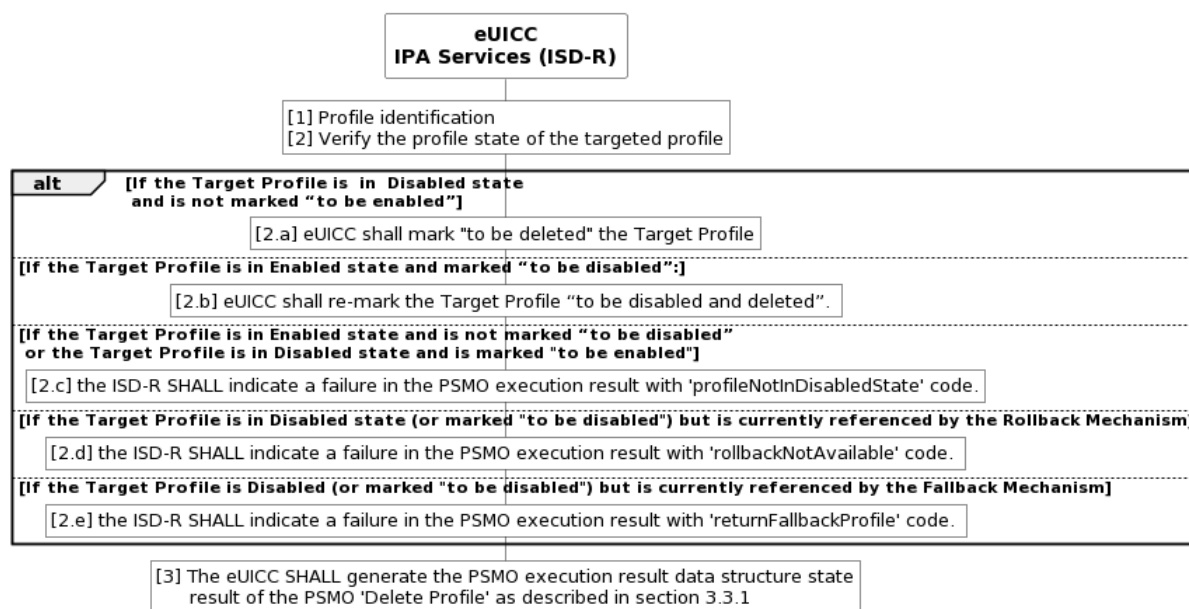 eUICC
IPA Services (ISD-R)
[1] Profile identification
[2] Verify the profile state of the targeted profile
alt
[If the Target Profile is in Disabled state
and is not marked “to be enabled”]
[2.a] eUICC shall mark "to be deleted" the Target Profile
[If the Target Profile is in Enabled state and marked “to be disabled”:]
[2.b] eUICC shall re-mark the Target Profile “to be disabled and deleted”.
[If the Target Profile is in Enabled state and is not marked “to be disabled”
or the Target Profile is in Disabled state and is marked "to be enabled"]
[2.c] the ISD-R SHALL indicate a failure in the PSMO execution result with 'profileNotInDisabledState' code.
[If the Target Profile is in Disabled state (or marked "to be disabled") but is currently referenced by the Rollback Mechanism]
[2.d] the ISD-R SHALL indicate a failure in the PSMO execution result with 'rollbackNotAvailable' code.
[If the Target Profile is Disabled (or marked "to be disabled") but is currently referenced by the Fallback Mechanism]
[2.e] the ISD-R SHALL indicate a failure in the PSMO execution result with 'returnFallbackProfile' code.
[3] The eUICC SHALL generate the PSMO execution result data structure state
result of the PSMO 'Delete Profile' as described in section 3.3.1